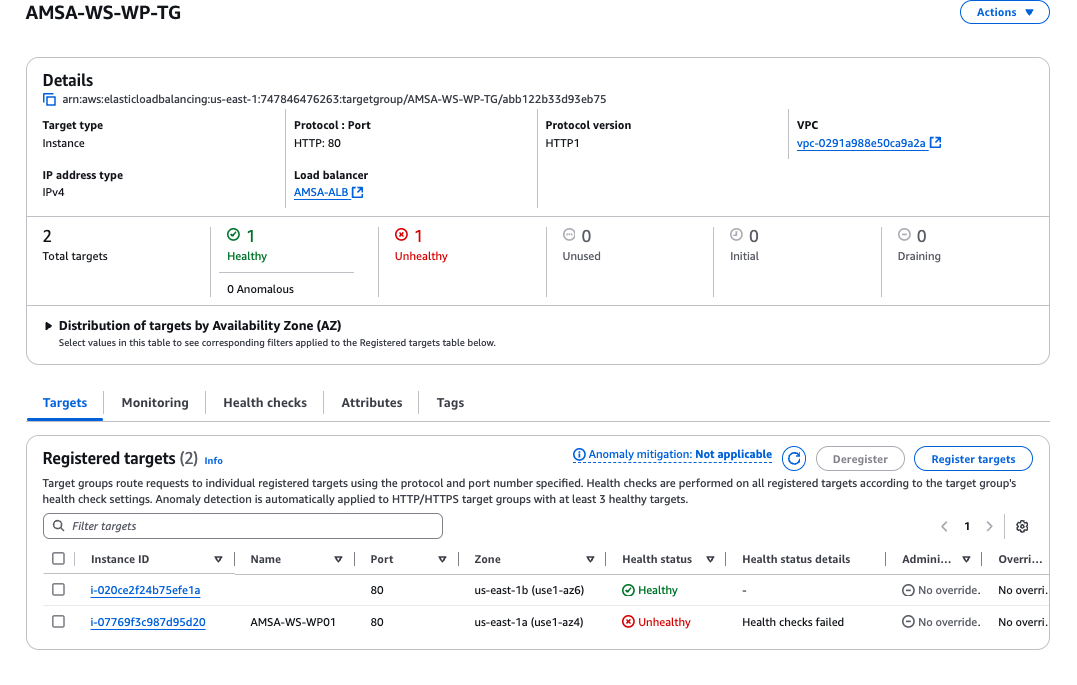 AMSA-WS-WP-TG
Actions
Details
arn:aws:elasticloadbalancing:us-east-1:747846476263:targetgroup/AMSA-WS-WP-TG/abb122b33d93eb75
Target type
Instance
Protocol : Port
HTTP: 80
Protocol version
HTTP1
VPC
vpc-0291a988e50ca9a2a
IP address type
IPv4
Load balancer
AMSA-ALB
2
Total targets
1
Healthy
0 Anomalous
1
Unhealthy
0
Unused
0
Initial
0
Draining
Distribution of targets by Availability Zone (AZ)
Select values in this table to see corresponding filters applied to the Registered targets table below.
Targets Monitoring Health checks Attributes Tags
Registered targets (2) Info
Anomaly mitigation: Not applicable
Deregister
Register targets
Target groups route requests to individual registered targets using the protocol and port number specified. Health checks are performed on all registered targets according to the target group's
health check settings. Anomaly detection is automatically applied to HTTP/HTTPS target groups with at least 3 healthy targets.
Filter targets
1
Instance ID Name Port Zone Health status Health status details Admini... Overri...
i-020ce2f24b75efe1a 80 us-east-1b (use1-az6) Healthy - No override. No overri.
i-07769f3c987d95d20 AMSA-WS-WP01 80 us-east-1a (use1-az4) Unhealthy Health checks failed No override. No overri.